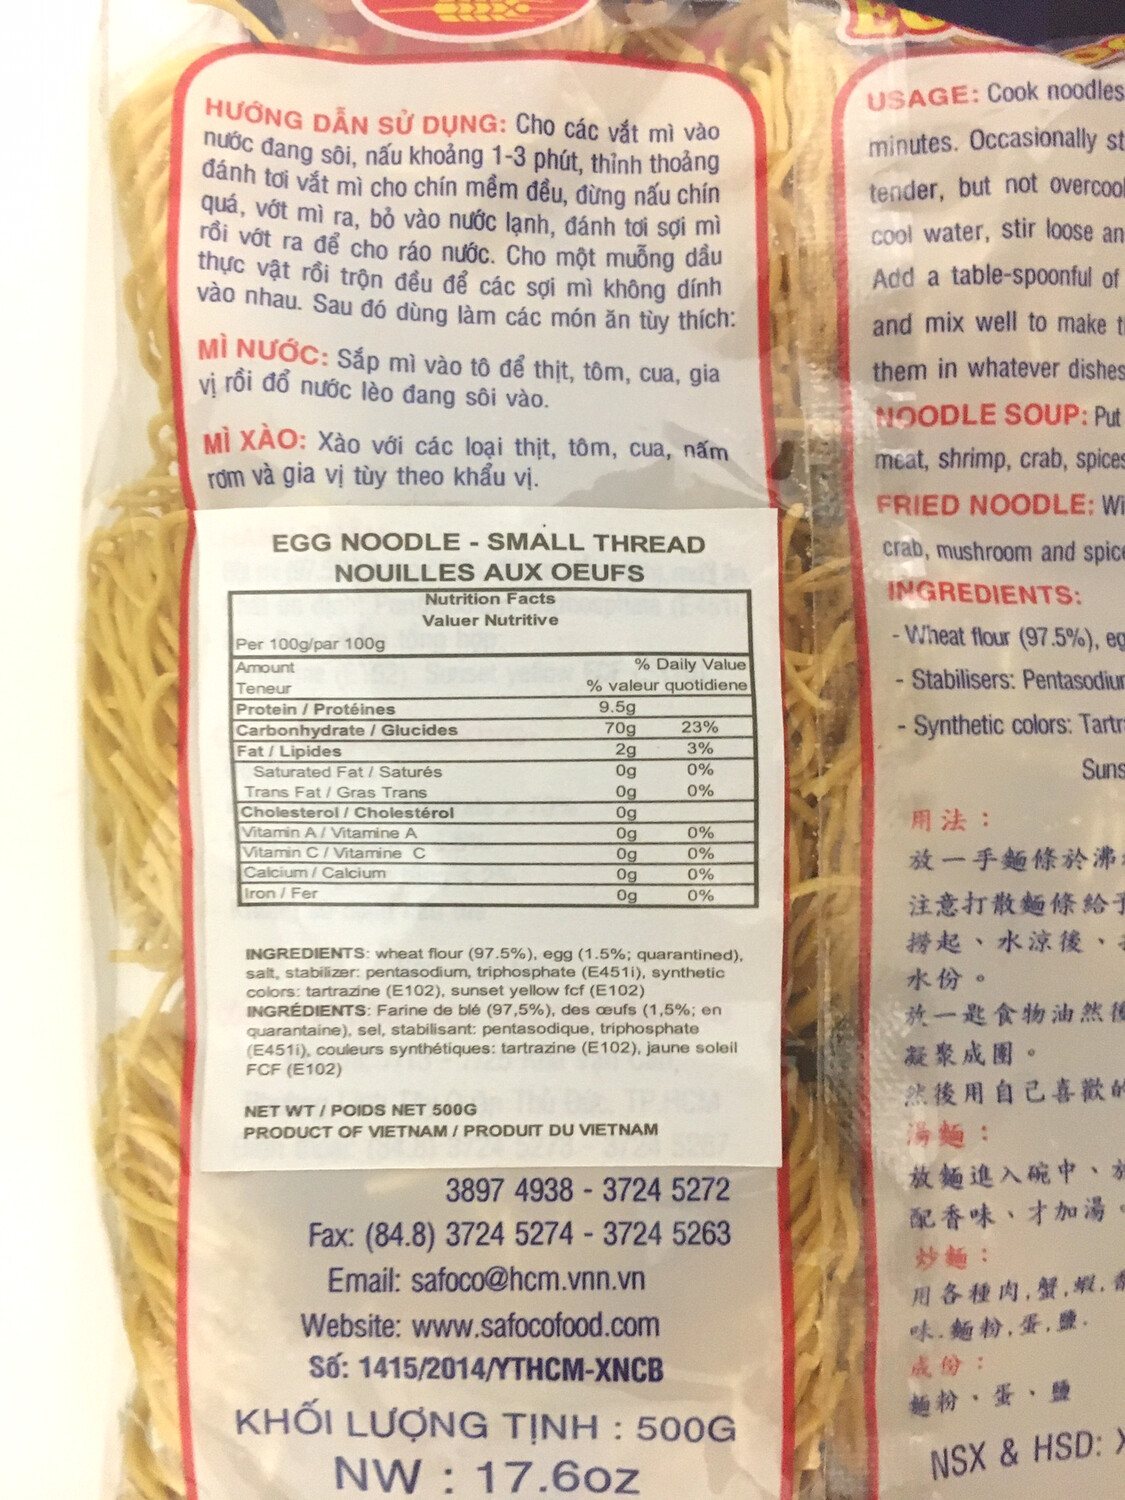 HƯỚNG DẪN SỬ DỤNG: Cho các vắt mì vào
nước đang sôi, nấu khoảng 1-3 phút, thỉnh thoảng
đánh tơi vắt mì cho chín mềm đều, đừng nấu chín
quá, vớt mì ra, bỏ vào nước lạnh, đánh tơi sợi mì
rồi vớt ra để cho ráo nước. Cho một muỗng dầu
thực vật rồi trộn đều để các sợi mì không dính
vào nhau. Sau đó dùng làm các món ăn tùy thích:
MÌ NƯỚC: Sắp mì vào tô để thịt, tôm, cua, gia
vị rồi đổ nước lèo đang sôi vào.
MÌ XÀO: Xào với các loại thịt, tôm, cua, nấm
rơm và gia vị tùy theo khẩu vị.
EGG NOODLE - SMALL THREAD
NOUILLES AUX OEUFS
Nutrition Facts
Valuer Nutritive
Per 100g/par 100g
Amount % Daily Value
Teneur % valeur quotidiene
Protein / Protéines 9.5g
Carbonhydrate / Glucides 70g 23%
Fat / Lipides 2g 3%
Saturated Fat / Saturés 0g 0%
Trans Fat / Gras Trans 0g 0%
Cholesterol / Cholestérol 0g
Vitamin A / Vitamine A 0g 0%
Vitamin C / Vitamine C 0g 0%
Calcium / Calcium 0g 0%
Iron / Fer 0g 0%
INGREDIENTS: wheat flour (97.5%), egg (1.5%; quarantined),
salt, stabilizer: pentasodium, triphosphate (E451i), synthetic
colors: tartrazine (E102), sunset yellow fcf (E102)
INGRÉDIENTS: Farine de blé (97,5%), des œufs (1,5%; en
quarantaine), sel, stabilisant: pentasodique, triphosphate
(E451i), couleurs synthétiques: tartrazine (E102), jaune soleil
FCF (E102)
NET WT / POIDS NET 500G
PRODUCT OF VIETNAM / PRODUIT DU VIETNAM
3897 4938 - 3724 5272
Fax: (84.8) 3724 5274 - 3724 5263
Email: safoco@hcm.vnn.vn
Website: www.safocofood.com
Số: 1415/2014/YTHCM-XNCB
KHỐI LƯỢNG TỊNH : 500G
NW : 17.6oz
USAGE: Cook noodles
minutes. Occasionally
tender, but not
cool water, stir loose
Add a table-spoonful of
and mix well to make
them in whatever dishes
NOODLE SOUP: Put
meat, shrimp, crab, spices
FRIED NOODLE:
crab, mushroom and
INGREDIENTS:
- Wheat flour (97.5%),
- Stabilisers:
- Synthetic colors:
用法：
放一手麵條於沸
注意打散麵條給
撈起、水涼後、
水份。
放一匙食物油然
凝聚成團。
然後用自己喜歡的
湯麵：
放麵進入碗中、
配香味、才加湯。
炒麵：
用各種肉,蟹,蝦,
味.麵粉,蛋,鹽.
成份：
麵粉、蛋、鹽
NSX & HSD: